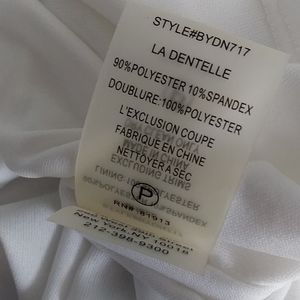 STYLE#BYDN717
LA DENTELLE
90%POLYESTER 10%SPANDEX
DOUBLURE:100%POLYESTER
L'EXCLUSION COUPE
FABRIQUE EN CHINE
NETTOYER A SEC
P
RN#
New York, NY 10018
212-398-9300